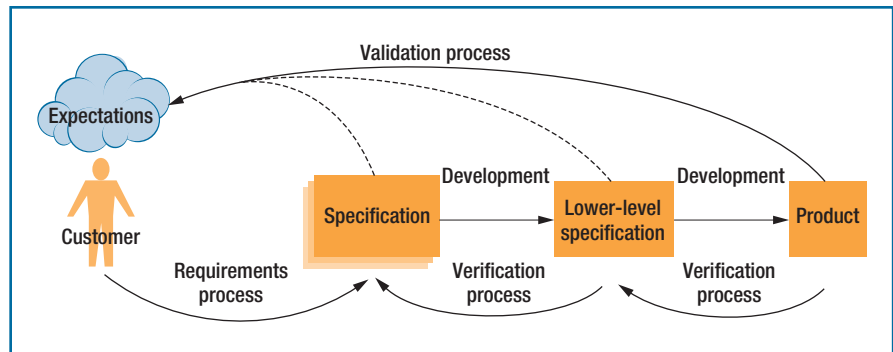 Validation process
Expectations
Customer
Requirements
process
Specification
Development
Verification
process
Lower-level
specification
Development
Verification
process
Product